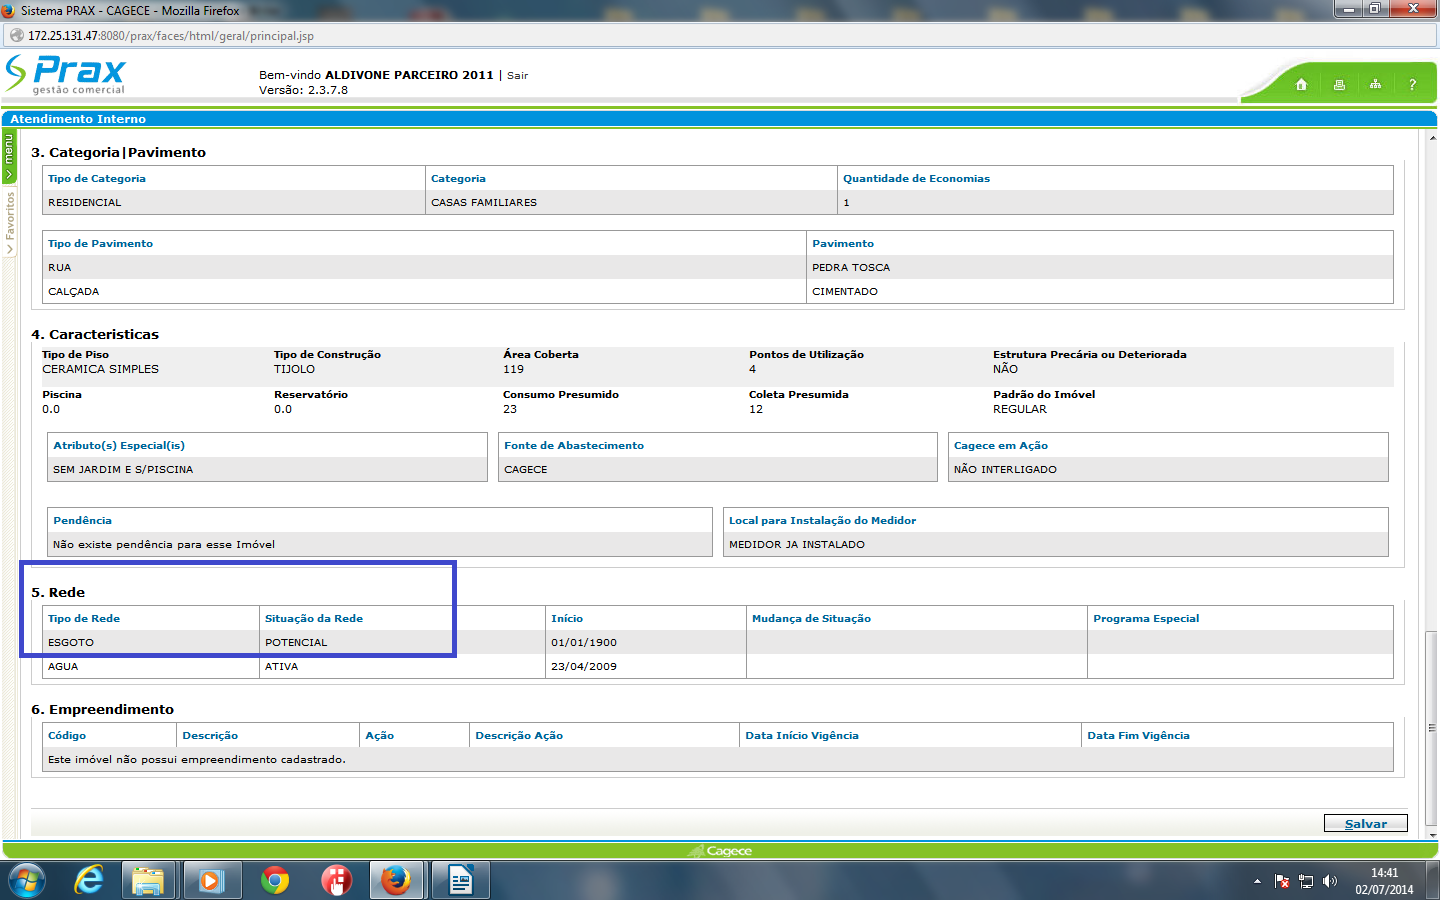 Sistema PRAX - CAGECE - Mozilla Firefox
172.25.131.47:8080/prax/faces/html/geral/principal.jsp
Prax
gestão comercial
Bem-vindo ALDIVONE PARCEIRO 2011 | Sair
Versão: 2.3.7.8
?
Atendimento Interno
menu
Favoritos
3. Categoria|Pavimento
Tipo de Categoria Categoria Quantidade de Economias
RESIDENCIAL CASAS FAMILIARES 1
Tipo de Pavimento Pavimento
RUA PEDRA TOSCA
CALÇADA CIMENTADO
4. Caracteristicas
Tipo de Piso Tipo de Construção Área Coberta Pontos de Utilização Estrutura Precária ou Deteriorada
CERAMICA SIMPLES TIJOLO 119 4 NÃO
Piscina Reservatório Consumo Presumido Coleta Presumida Padrão do Imóvel
0.0 0.0 23 12 REGULAR
Atributo(s) Especial(is) Fonte de Abastecimento Cagece em Ação
SEM JARDIM E S/PISCINA CAGECE NÃO INTERLIGADO
Pendência Local para Instalação do Medidor
Não existe pendência para esse Imóvel MEDIDOR JA INSTALADO
5. Rede
Tipo de Rede Situação da Rede Início Mudança de Situação Programa Especial
ESGOTO POTENCIAL 01/01/1900
AGUA ATIVA 23/04/2009
6. Empreendimento
Código Descrição Ação Descrição Ação Data Início Vigência Data Fim Vigência
Este imóvel não possui empreendimento cadastrado.
Salvar
Cagece
14:41
02/07/2014